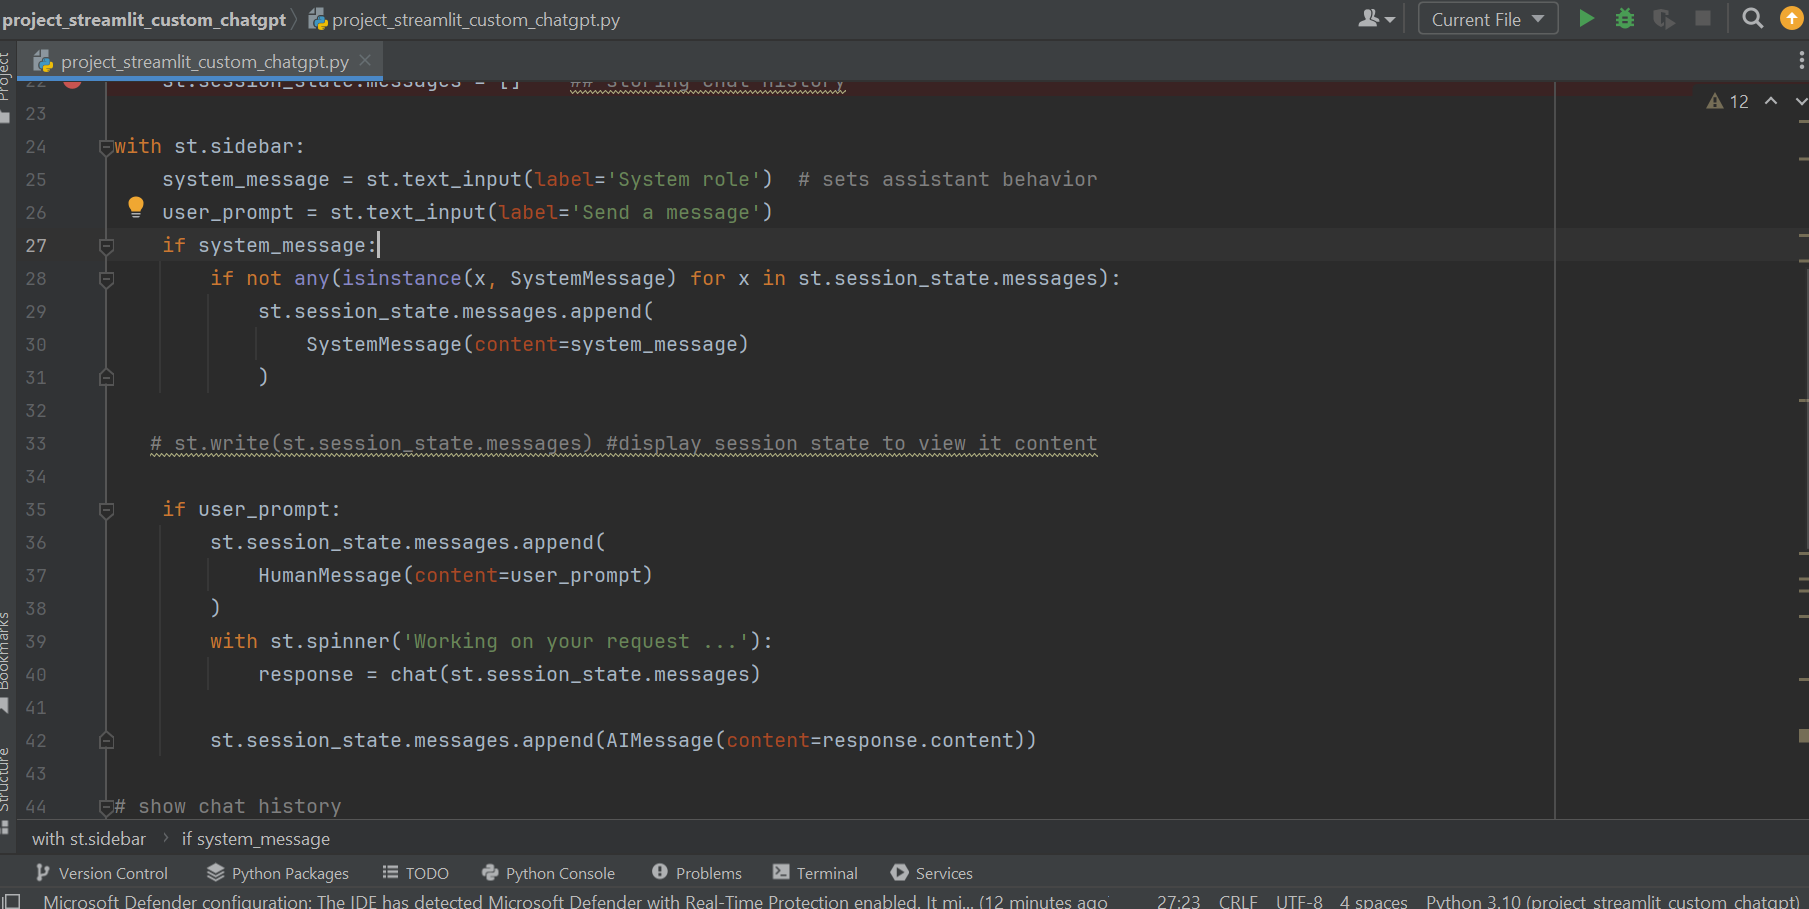 project_streamlit_custom_chatgpt project_streamlit_custom_chatgpt.py Current File
project_streamlit_custom_chatgpt.py
Project
22 st.session_state.messages = [] ## storing chat history
12
23
24 with st.sidebar:
25 system_message = st.text_input(label='System role') # sets assistant behavior
26 user_prompt = st.text_input(label='Send a message')
27 if system_message:
28 if not any(isinstance(x, SystemMessage) for x in st.session_state.messages):
29 st.session_state.messages.append(
30 SystemMessage(content=system_message)
31 )
32
33 # st.write(st.session_state.messages) #display session state to view it content
34
35 if user_prompt:
36 st.session_state.messages.append(
37 HumanMessage(content=user_prompt)
38 )
39 with st.spinner('Working on your request ...'):
40 response = chat(st.session_state.messages)
41
42 st.session_state.messages.append(AIMessage(content=response.content))
43
44 # show chat history
Bookmarks
Structure
with st.sidebar if system_message
Version Control Python Packages TODO Python Console Problems Terminal Services
Microsoft Defender configuration: The IDE has detected Microsoft Defender with Real-Time Protection enabled. It mi... (12 minutes ago) 27:23 CRLF UTF-8 4 spaces Python 3.10 (project_streamlit_custom_chatgpt)